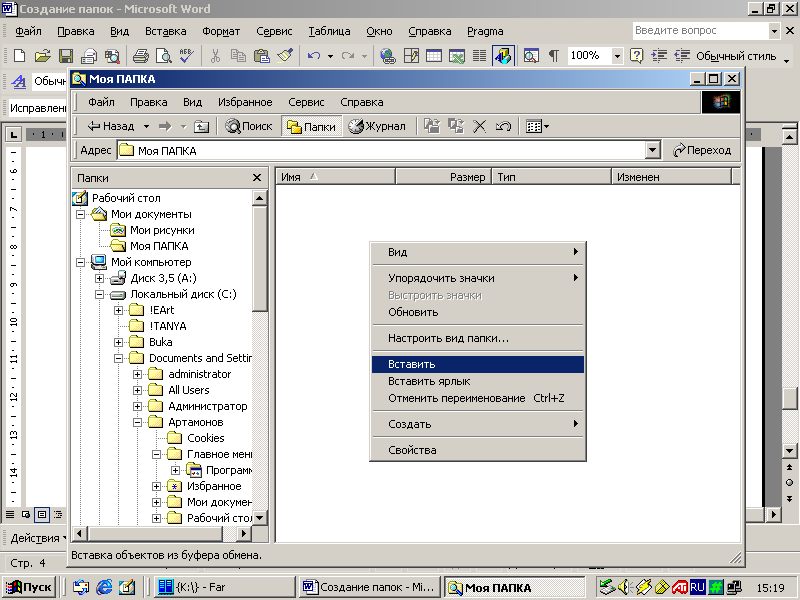 Создание папок - Microsoft Word
Файл Правка Вид Вставка Формат Сервис Таблица Окно Справка Pragma Введите вопрос
100% Обычный стиль
Обычн
Исправлени
Моя ПАПКА
Файл Правка Вид Избранное Сервис Справка
Назад Поиск Папки Журнал
Адрес Моя ПАПКА Переход
Папки
Имя Размер Тип Изменен
Рабочий стол
Мои документы
Мои рисунки
Моя ПАПКА
Мой компьютер
Диск 3,5 (A:)
Локальный диск (C:)
!EArt
!TANYA
Buka
Documents and Settin
administrator
All Users
Администратор
Артамонов
Cookies
Главное мен
Програми
Избранное
Мои докумен
Рабочий стол
Вид
Упорядочить значки
Выстроить значки
Обновить
Настроить вид папки...
Вставить
Вставить ярлык
Отменить переименование Ctrl+Z
Создать
Свойства
Вставка объектов из буфера обмена.
Действия
Стр. 4
Пуск {K:\} - Far Создание папок - Mi... Моя ПАПКА RU 15:19